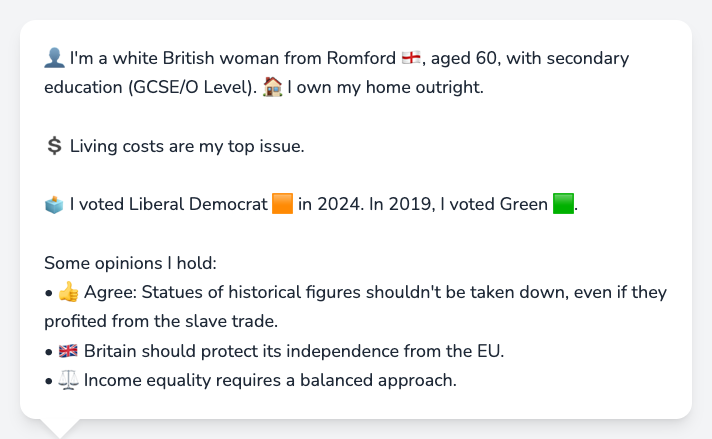 👤 I'm a white British woman from Romford 🏴󠁧󠁢󠁥󠁮󠁧󠁿, aged 60, with secondary
education (GCSE/O Level). 🏠 I own my home outright.
💲 Living costs are my top issue.
🗳️ I voted Liberal Democrat 🟧 in 2024. In 2019, I voted Green 🟩.
Some opinions I hold:
• 👍 Agree: Statues of historical figures shouldn't be taken down, even if they
profited from the slave trade.
• 🇬🇧 Britain should protect its independence from the EU.
• ⚖️ Income equality requires a balanced approach.